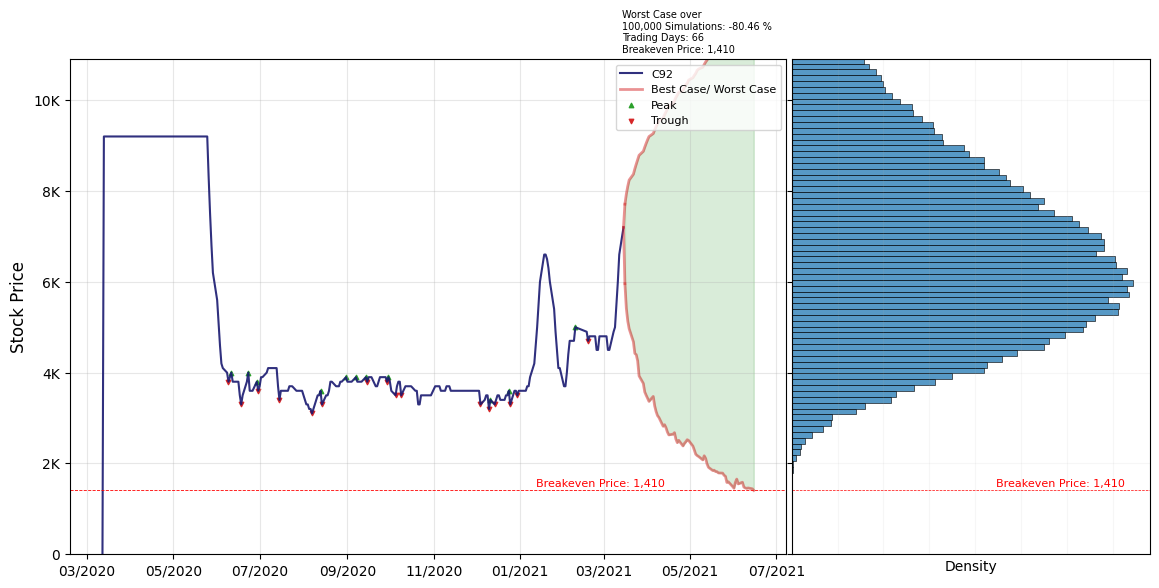 Worst Case over
100,000 Simulations: -80.46 %
Trading Days: 66
Breakeven Price: 1,410
C92
Best Case/ Worst Case
Peak
Trough
10K
8K
6K
4K
2K
0
Stock Price
Breakeven Price: 1,410
Breakeven Price: 1,410
03/2020 05/2020 07/2020 09/2020 11/2020 01/2021 03/2021 05/2021 07/2021
Density